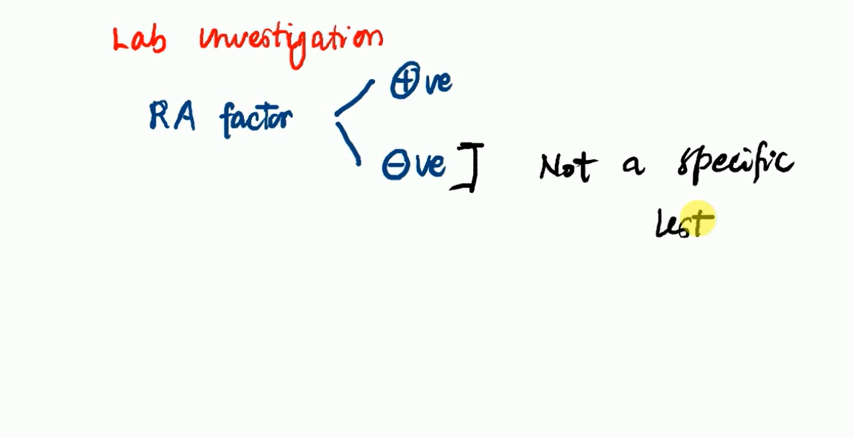 Lab investigation
RA factor
⊕ve
⊖ve ] Not a specific
test